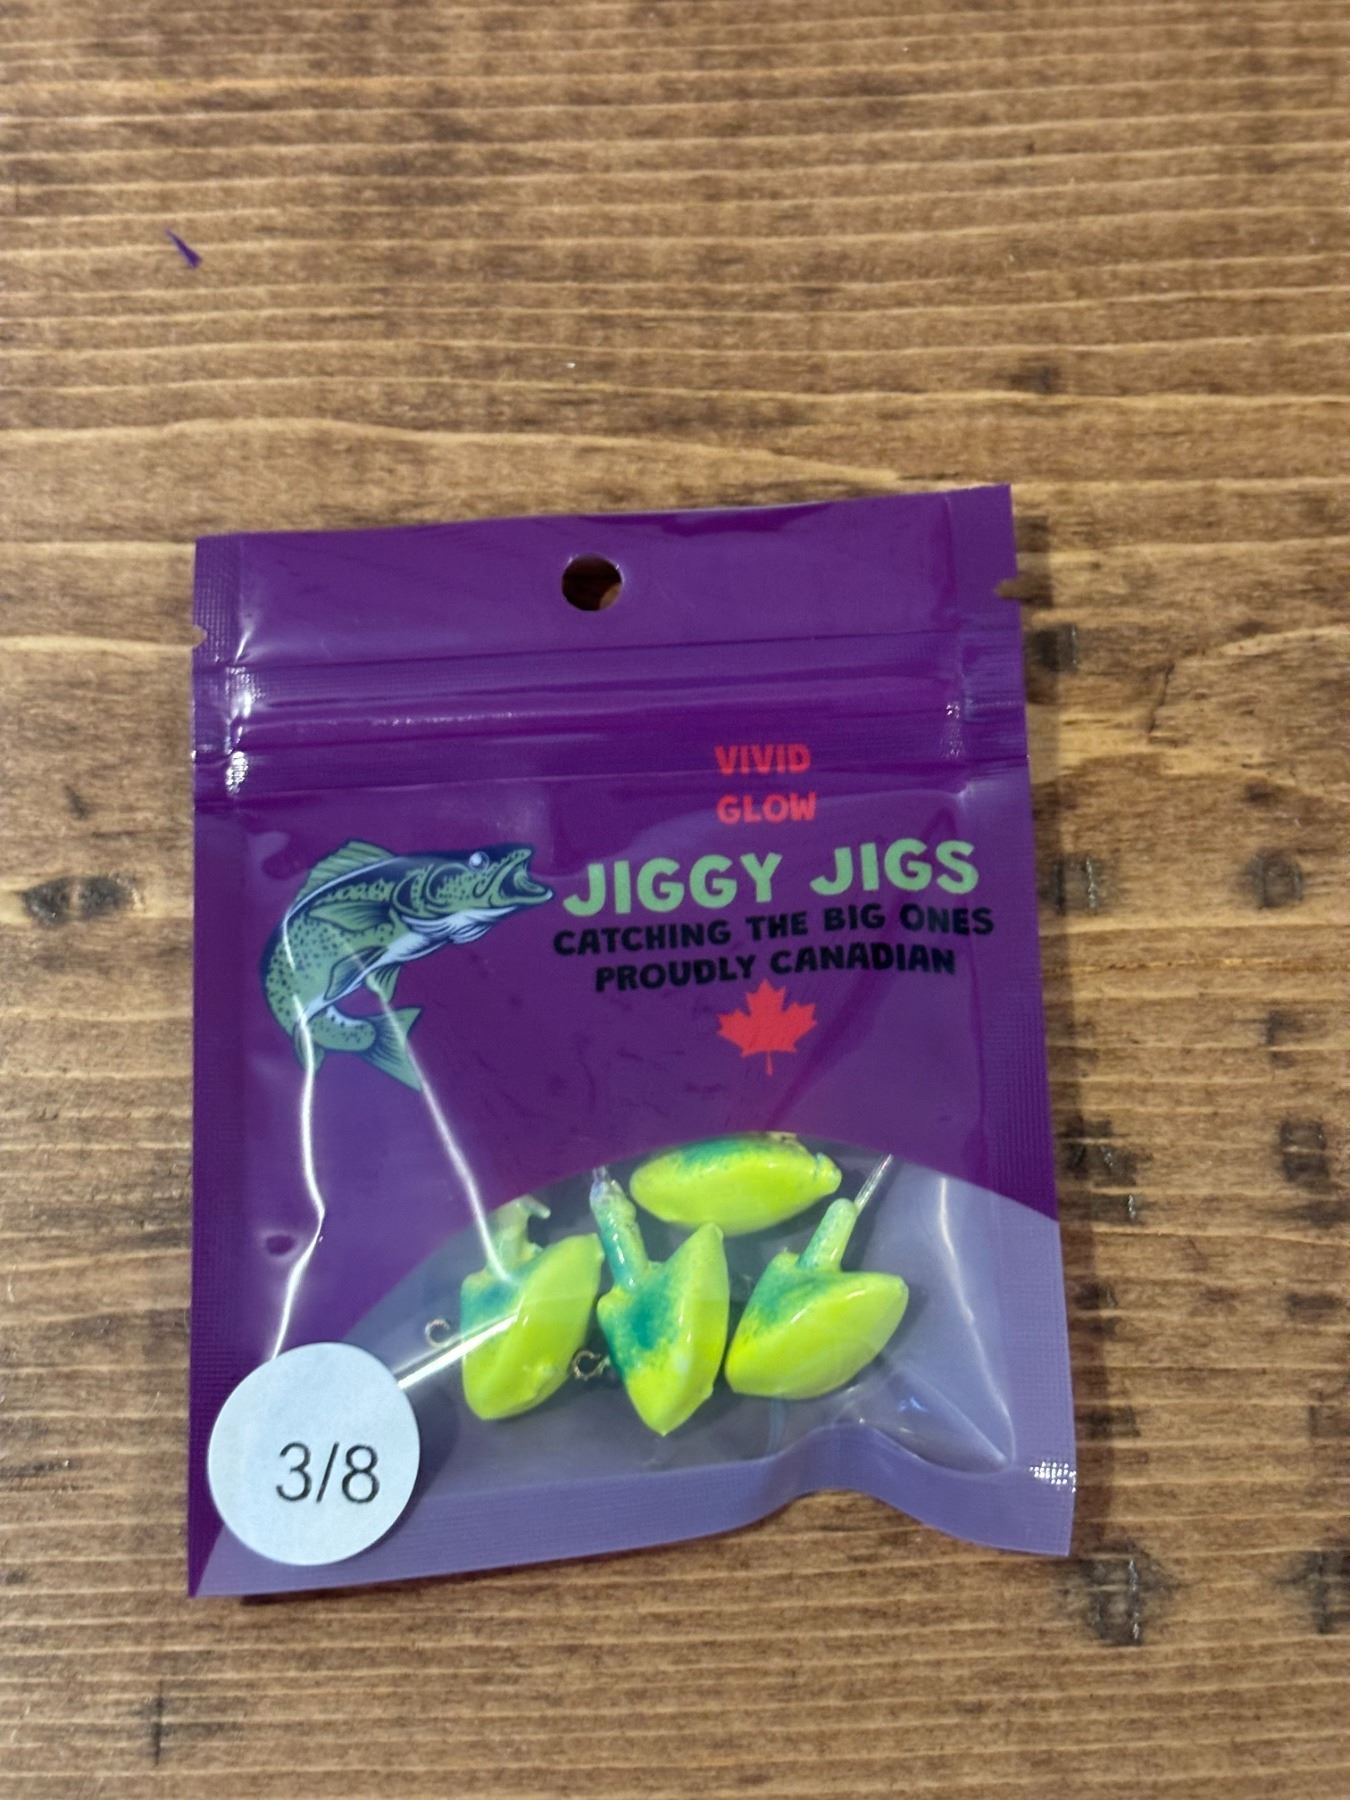 VIVID
GLOW
JIGGY JIGS
CATCHING THE BIG ONES
PROUDLY CANADIAN
3/8